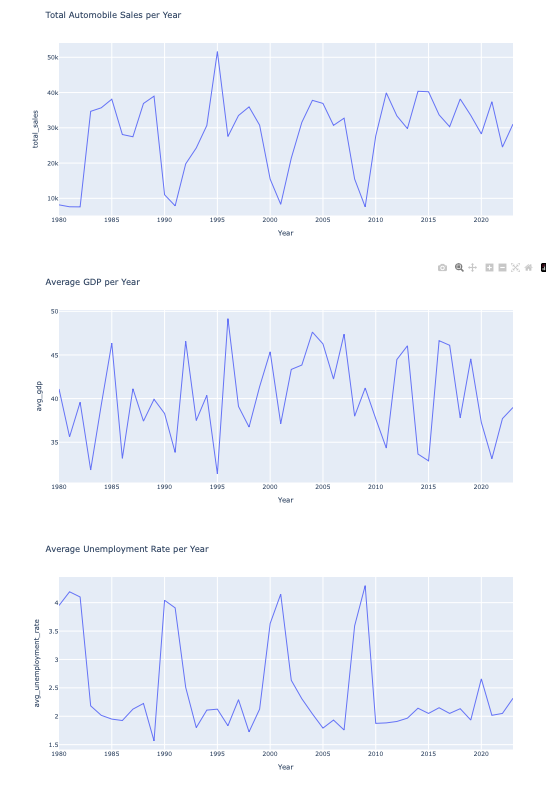 Total Automobile Sales per Year
50k
40k
30k
20k
10k
total_sales
1980 1985 1990 1995 2000 2005 2010 2015 2020
Year
Average GDP per Year
50
45
40
35
avg_gdp
1980 1985 1990 1995 2000 2005 2010 2015 2020
Year
Average Unemployment Rate per Year
4
3.5
3
2.5
2
1.5
avg_unemployment_rate
1980 1985 1990 1995 2000 2005 2010 2015 2020
Year